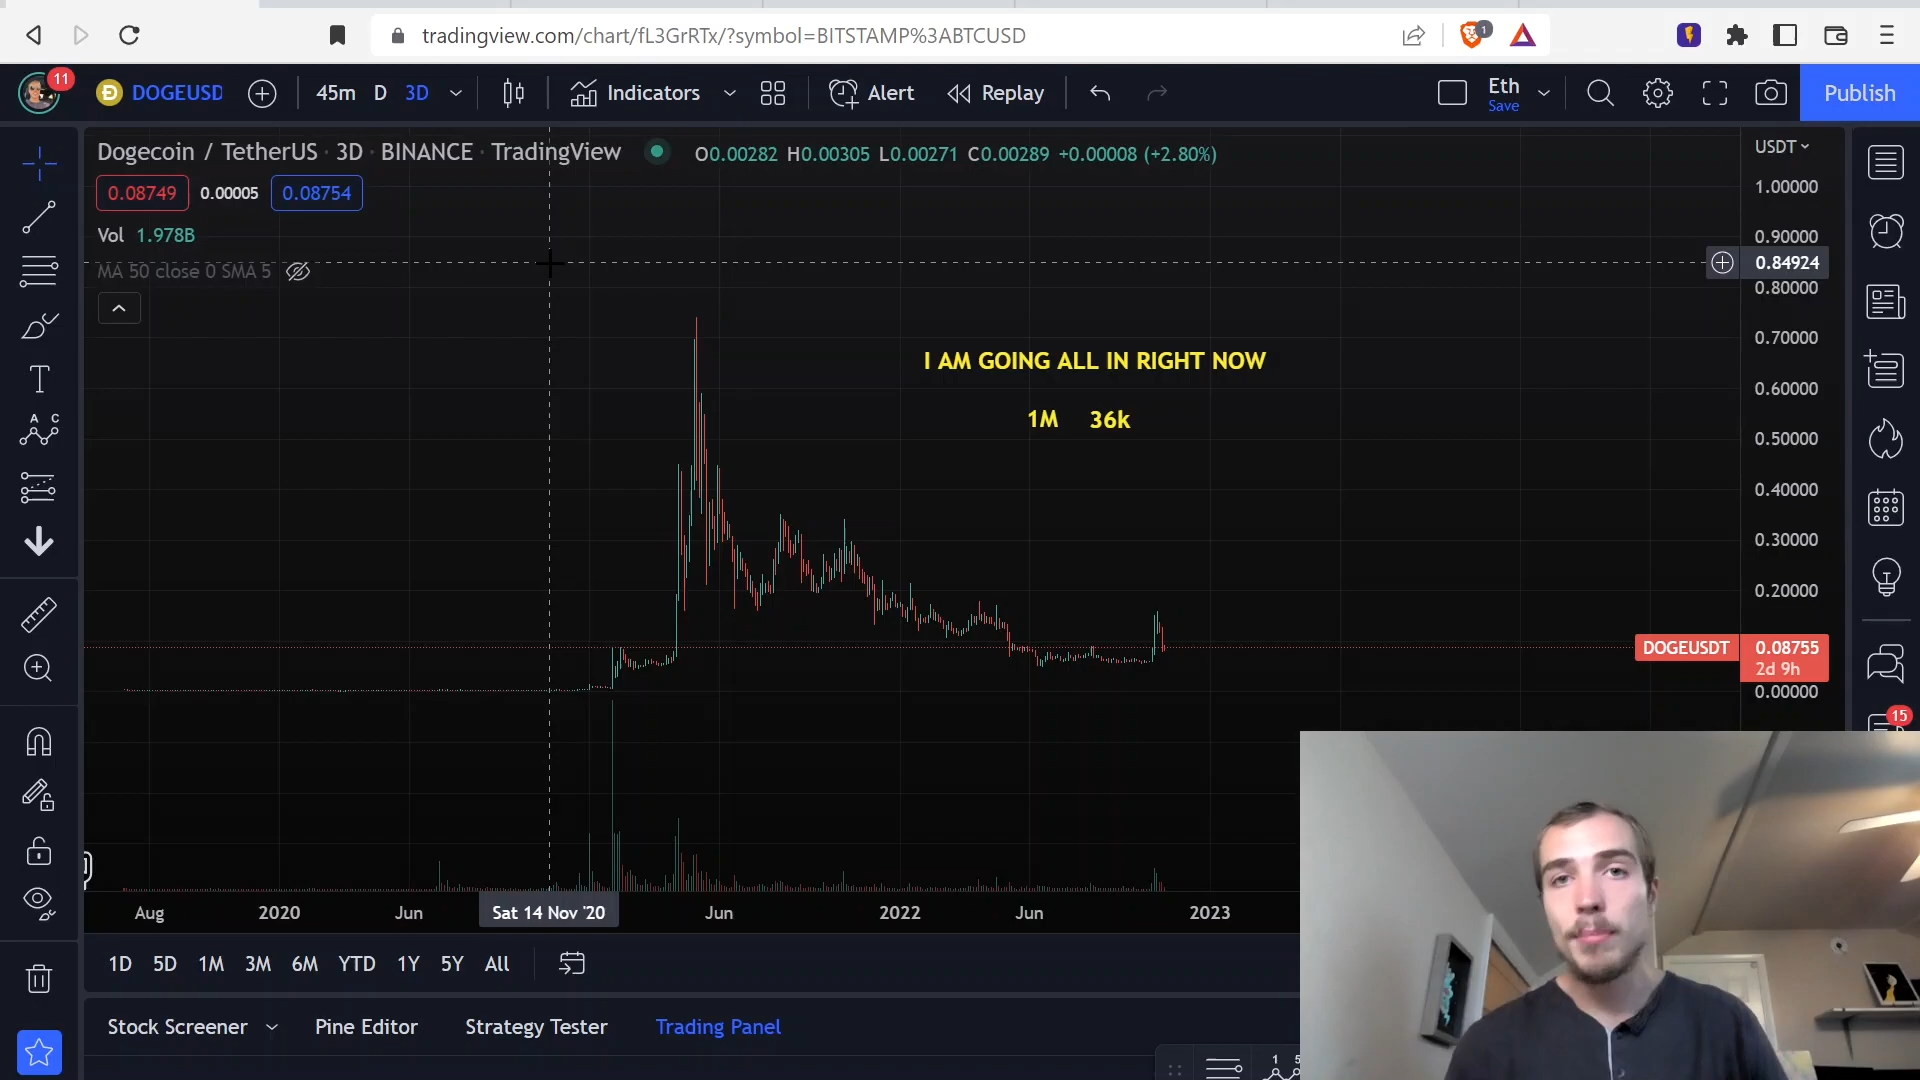 tradingview.com/chart/fL3GrRTx/?symbol=BITSTAMP%3ABTCUSD
1
11
DOGEUSD
45m D 3D
Indicators
Alert
Replay
Eth
Save
Publish
Dogecoin / TetherUS · 3D · BINANCE · TradingView
O0.00282 H0.00305 L0.00271 C0.00289 +0.00008 (+2.80%)
USDT
0.08749 0.00005 0.08754
Vol 1.978B
MA 50 close 0 SMA 5
1.00000
0.90000
0.84924
0.80000
0.70000
0.60000
0.50000
0.40000
0.30000
0.20000
DOGEUSDT 0.08755
2d 9h
0.00000
I AM GOING ALL IN RIGHT NOW
1M 36k
T
A C
15
Aug 2020 Jun Sat 14 Nov '20 Jun 2022 Jun 2023
1D 5D 1M 3M 6M YTD 1Y 5Y All
Stock Screener Pine Editor Strategy Tester Trading Panel
1 5